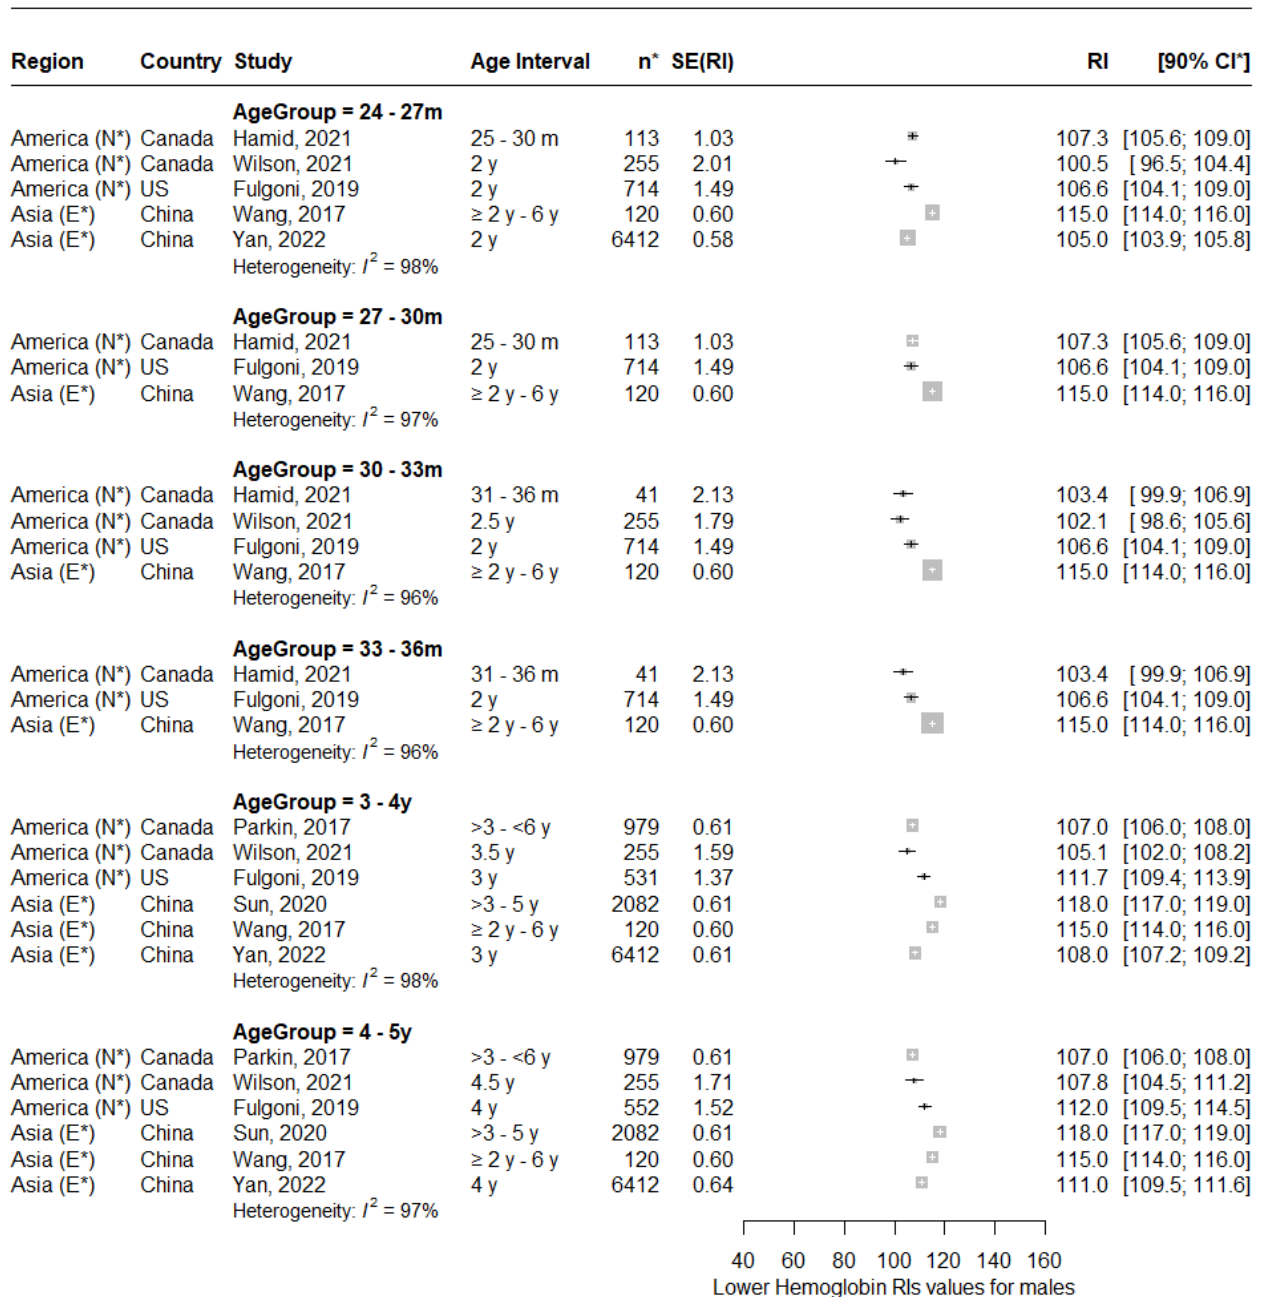 Region Country Study Age Interval n* SE(RI) RI [90% CI*]
AgeGroup = 24 - 27m
America (N*) Canada Hamid, 2021 25 - 30 m 113 1.03 107.3 [105.6; 109.0]
America (N*) Canada Wilson, 2021 2 y 255 2.01 100.5 [ 96.5; 104.4]
America (N*) US Fulgoni, 2019 2 y 714 1.49 106.6 [104.1; 109.0]
Asia (E*) China Wang, 2017 ≥ 2 y - 6 y 120 0.60 115.0 [114.0; 116.0]
Asia (E*) China Yan, 2022 2 y 6412 0.58 105.0 [103.9; 105.8]
Heterogeneity: I² = 98%
AgeGroup = 27 - 30m
America (N*) Canada Hamid, 2021 25 - 30 m 113 1.03 107.3 [105.6; 109.0]
America (N*) US Fulgoni, 2019 2 y 714 1.49 106.6 [104.1; 109.0]
Asia (E*) China Wang, 2017 ≥ 2 y - 6 y 120 0.60 115.0 [114.0; 116.0]
Heterogeneity: I² = 97%
AgeGroup = 30 - 33m
America (N*) Canada Hamid, 2021 31 - 36 m 41 2.13 103.4 [ 99.9; 106.9]
America (N*) Canada Wilson, 2021 2.5 y 255 1.79 102.1 [ 98.6; 105.6]
America (N*) US Fulgoni, 2019 2 y 714 1.49 106.6 [104.1; 109.0]
Asia (E*) China Wang, 2017 ≥ 2 y - 6 y 120 0.60 115.0 [114.0; 116.0]
Heterogeneity: I² = 96%
AgeGroup = 33 - 36m
America (N*) Canada Hamid, 2021 31 - 36 m 41 2.13 103.4 [ 99.9; 106.9]
America (N*) US Fulgoni, 2019 2 y 714 1.49 106.6 [104.1; 109.0]
Asia (E*) China Wang, 2017 ≥ 2 y - 6 y 120 0.60 115.0 [114.0; 116.0]
Heterogeneity: I² = 96%
AgeGroup = 3 - 4y
America (N*) Canada Parkin, 2017 >3 - <6 y 979 0.61 107.0 [106.0; 108.0]
America (N*) Canada Wilson, 2021 3.5 y 255 1.59 105.1 [102.0; 108.2]
America (N*) US Fulgoni, 2019 3 y 531 1.37 111.7 [109.4; 113.9]
Asia (E*) China Sun, 2020 >3 - 5 y 2082 0.61 118.0 [117.0; 119.0]
Asia (E*) China Wang, 2017 ≥ 2 y - 6 y 120 0.60 115.0 [114.0; 116.0]
Asia (E*) China Yan, 2022 3 y 6412 0.61 108.0 [107.2; 109.2]
Heterogeneity: I² = 98%
AgeGroup = 4 - 5y
America (N*) Canada Parkin, 2017 >3 - <6 y 979 0.61 107.0 [106.0; 108.0]
America (N*) Canada Wilson, 2021 4.5 y 255 1.71 107.8 [104.5; 111.2]
America (N*) US Fulgoni, 2019 4 y 552 1.52 112.0 [109.5; 114.5]
Asia (E*) China Sun, 2020 >3 - 5 y 2082 0.61 118.0 [117.0; 119.0]
Asia (E*) China Wang, 2017 ≥ 2 y - 6 y 120 0.60 115.0 [114.0; 116.0]
Asia (E*) China Yan, 2022 4 y 6412 0.64 111.0 [109.5; 111.6]
Heterogeneity: I² = 97%
40 60 80 100 120 140 160
Lower Hemoglobin RIs values for males